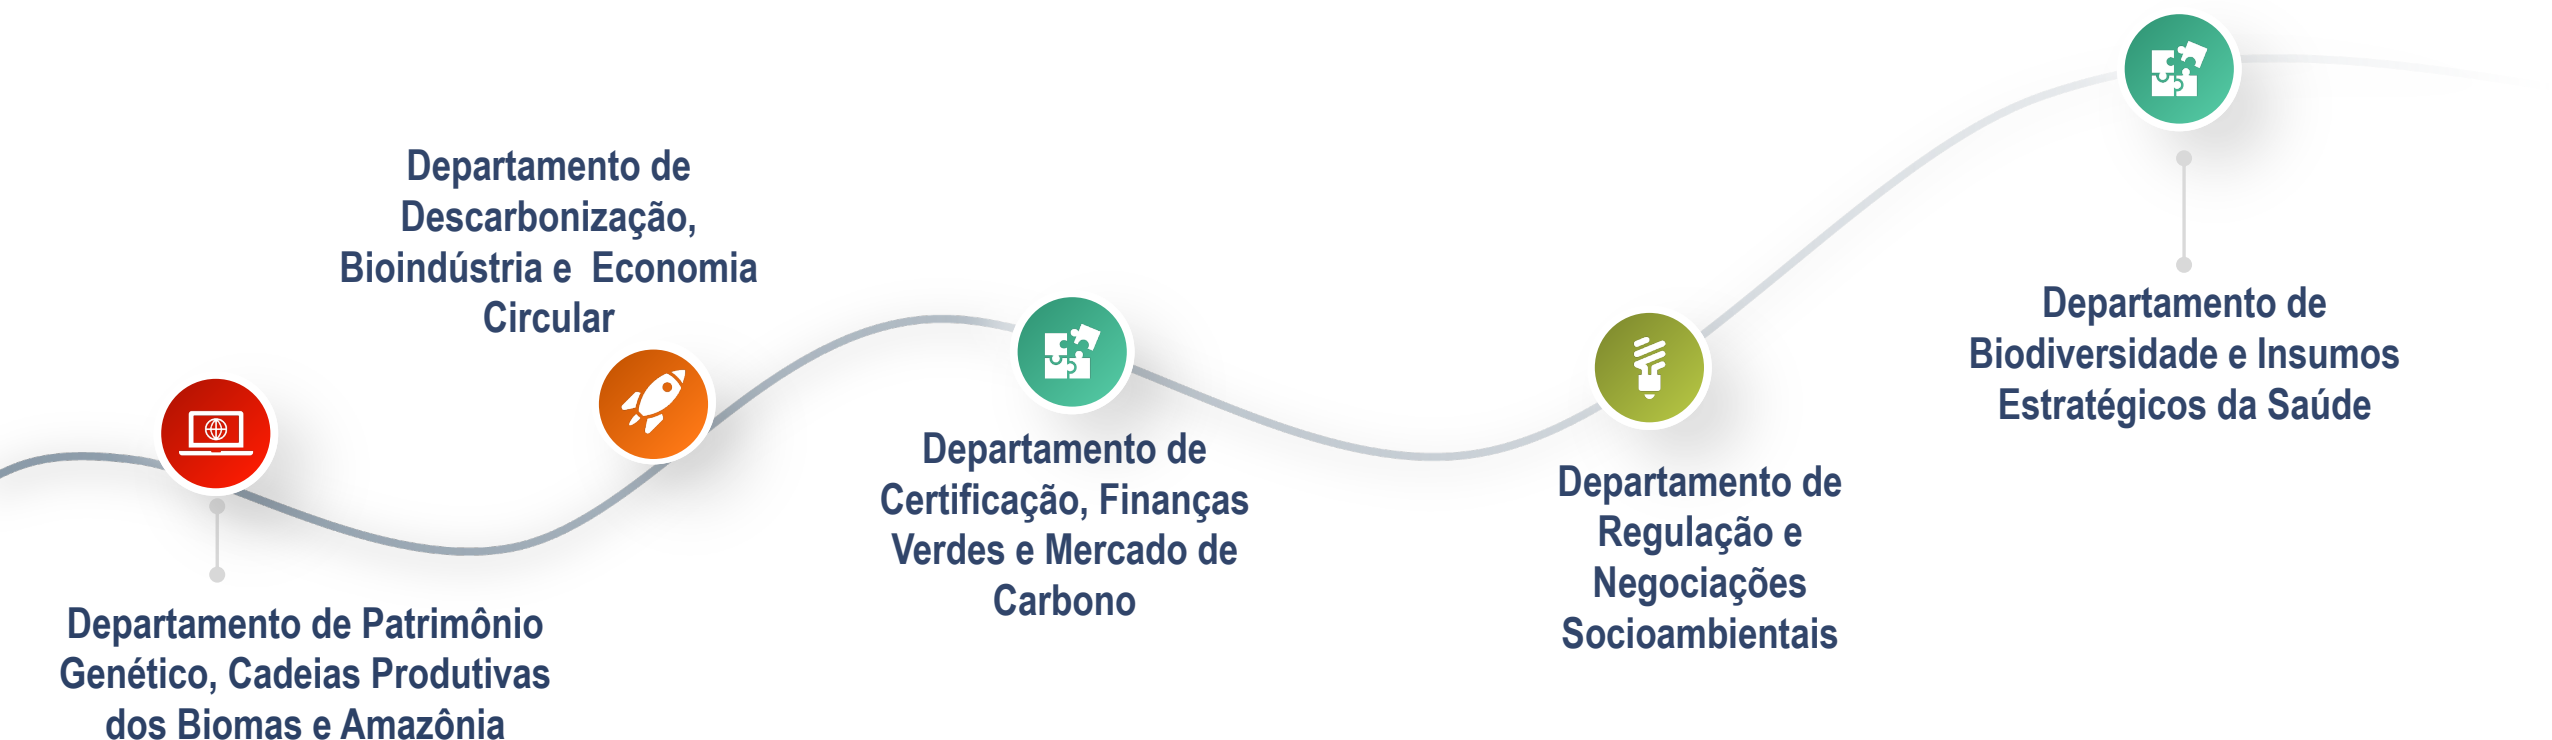 Departamento de Patrimônio
Genético, Cadeias Produtivas
dos Biomas e Amazônia
Departamento de
Descarbonização,
Bioindústria e  Economia
Circular
Departamento de
Certificação, Finanças
Verdes e Mercado de
Carbono
Departamento de
Regulação e
Negociações
Socioambientais
Departamento de
Biodiversidade e Insumos
Estratégicos da Saúde